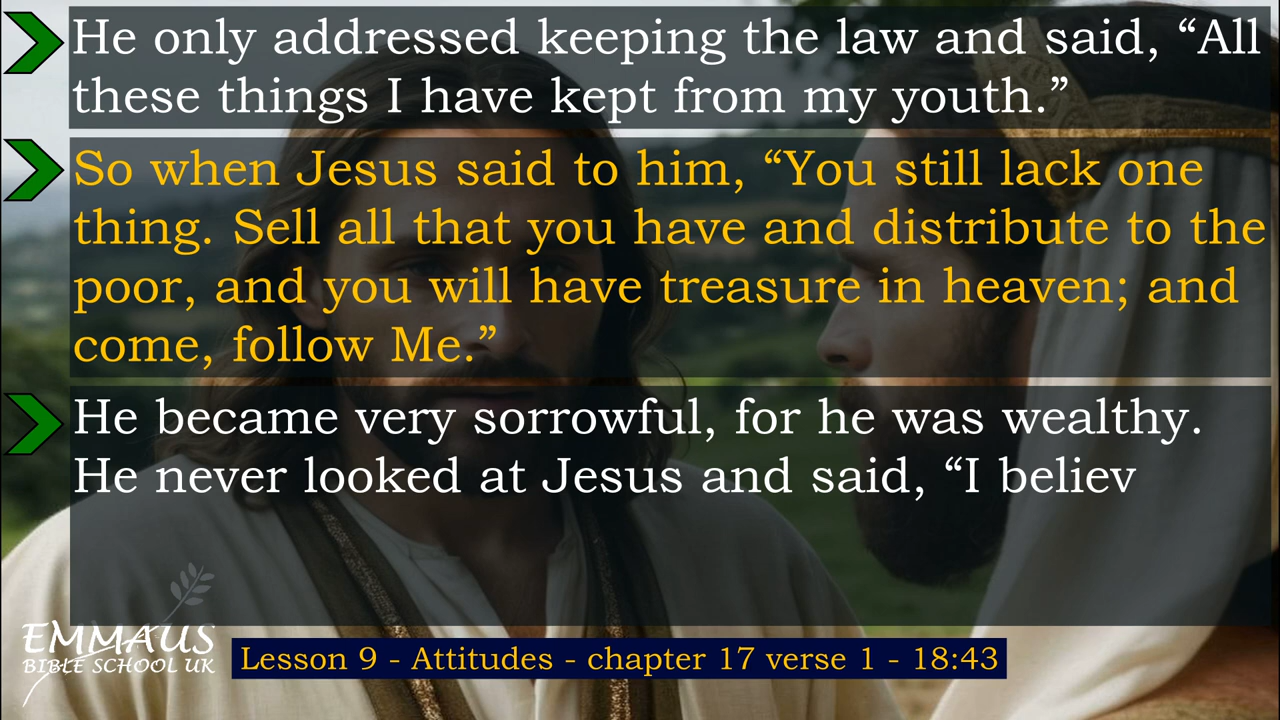 He only addressed keeping the law and said, “All
these things I have kept from my youth.”
So when Jesus said to him, “You still lack one
thing. Sell all that you have and distribute to the
poor, and you will have treasure in heaven; and
come, follow Me.”
He became very sorrowful, for he was wealthy.
He never looked at Jesus and said, “I believ
EMMAUS
BIBLE SCHOOL UK
Lesson 9 - Attitudes - chapter 17 verse 1 - 18:43